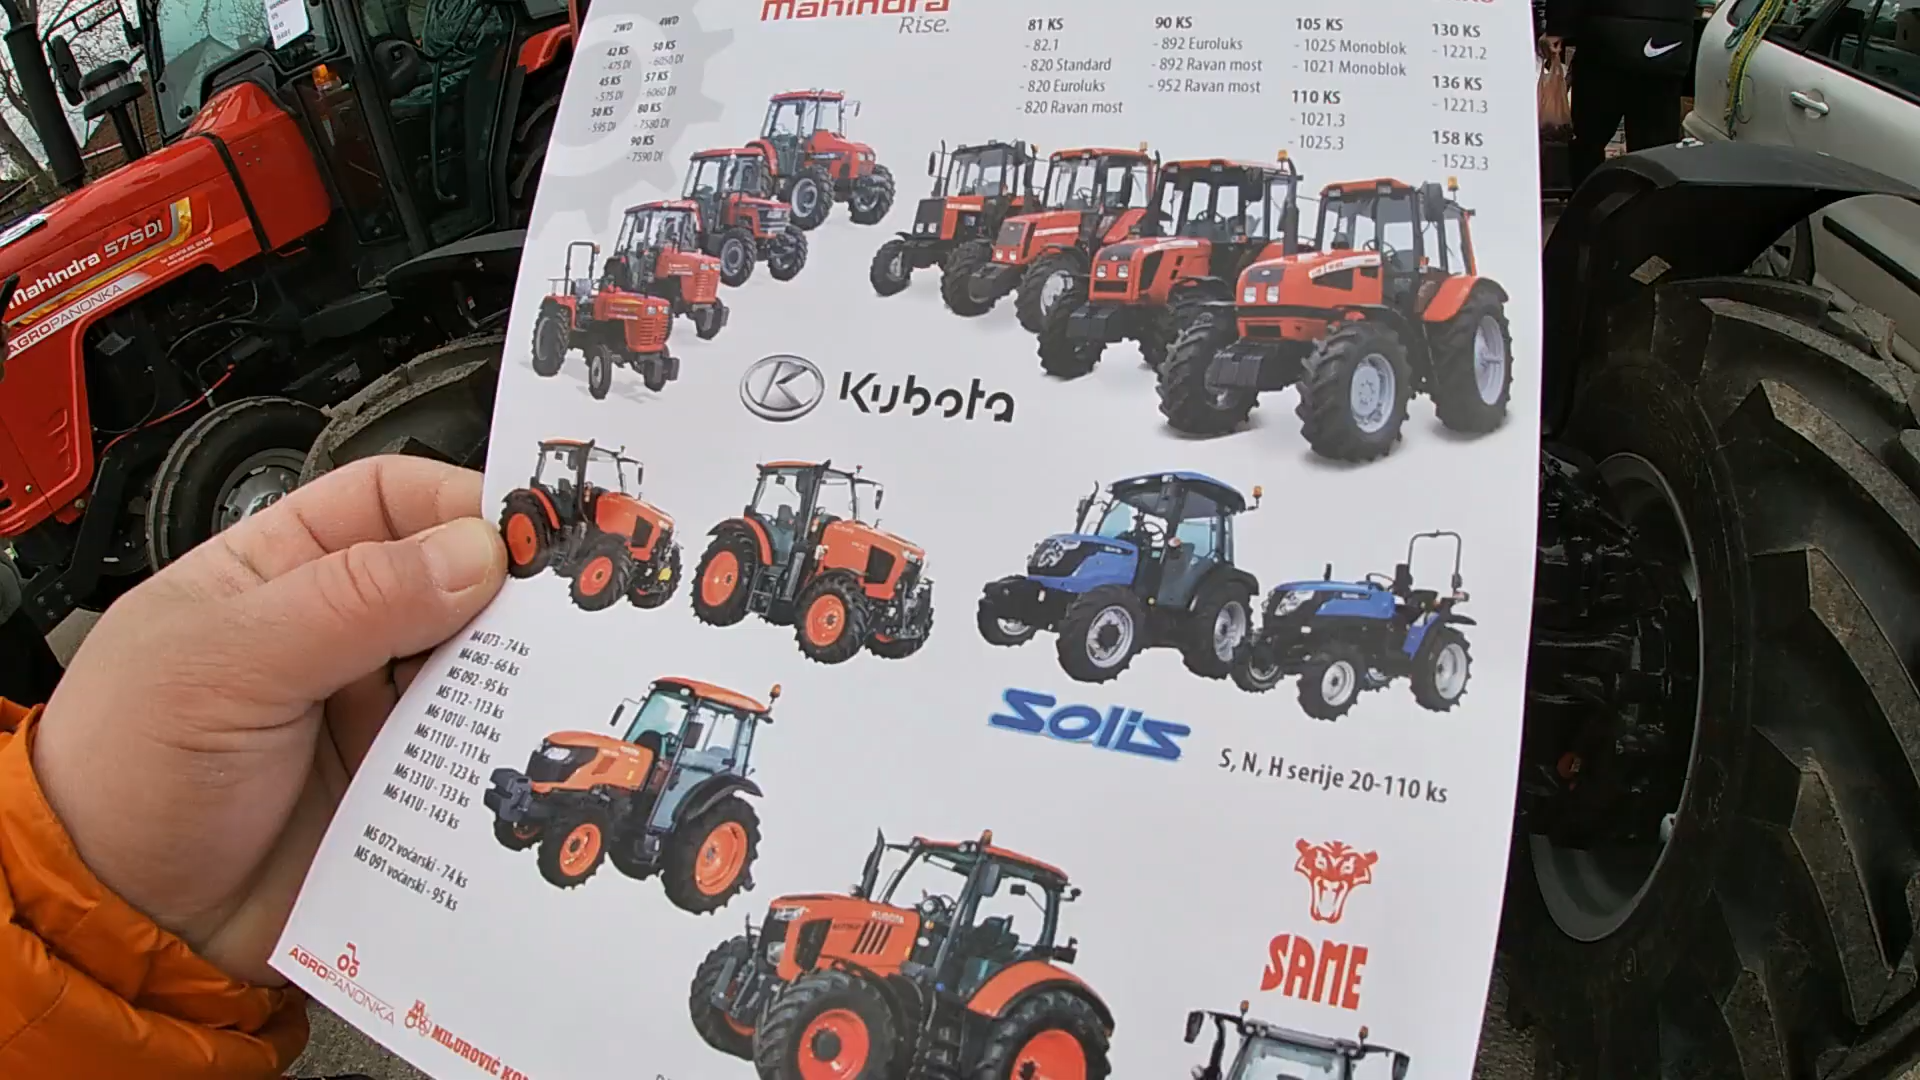 mahindra
Rise.
2WD
42 KS
- 475 DI
45 KS
- 575 DI
50 KS
- 595 DI
4WD
50 KS
- 6050 DI
57 KS
- 6060 DI
80 KS
- 7580 DI
90 KS
- 7590 DI
81 KS
- 82.1
- 820 Standard
- 820 Euroluks
- 820 Ravan most
90 KS
- 892 Euroluks
- 892 Ravan most
- 952 Ravan most
105 KS
- 1025 Monoblok
- 1021 Monoblok
110 KS
- 1021.3
- 1025.3
130 KS
- 1221.2
136 KS
- 1221.3
158 KS
- 1523.3
Mahindra 575 DI
AGROPANONKA
Kubota
M4 073 - 74 ks
M4 063 - 66 ks
M5 092 - 95 ks
M5 112 - 113 ks
M6 101U - 104 ks
M6 111U - 111 ks
M6 121U - 123 ks
M6 131U - 133 ks
M6 141U - 143 ks
M5 072 voćarski - 74 ks
M5 091 voćarski - 95 ks
Solis
S, N, H serije 20-110 ks
KUBOTA
SAME
AGROPANONKA
MILUROVIĆ